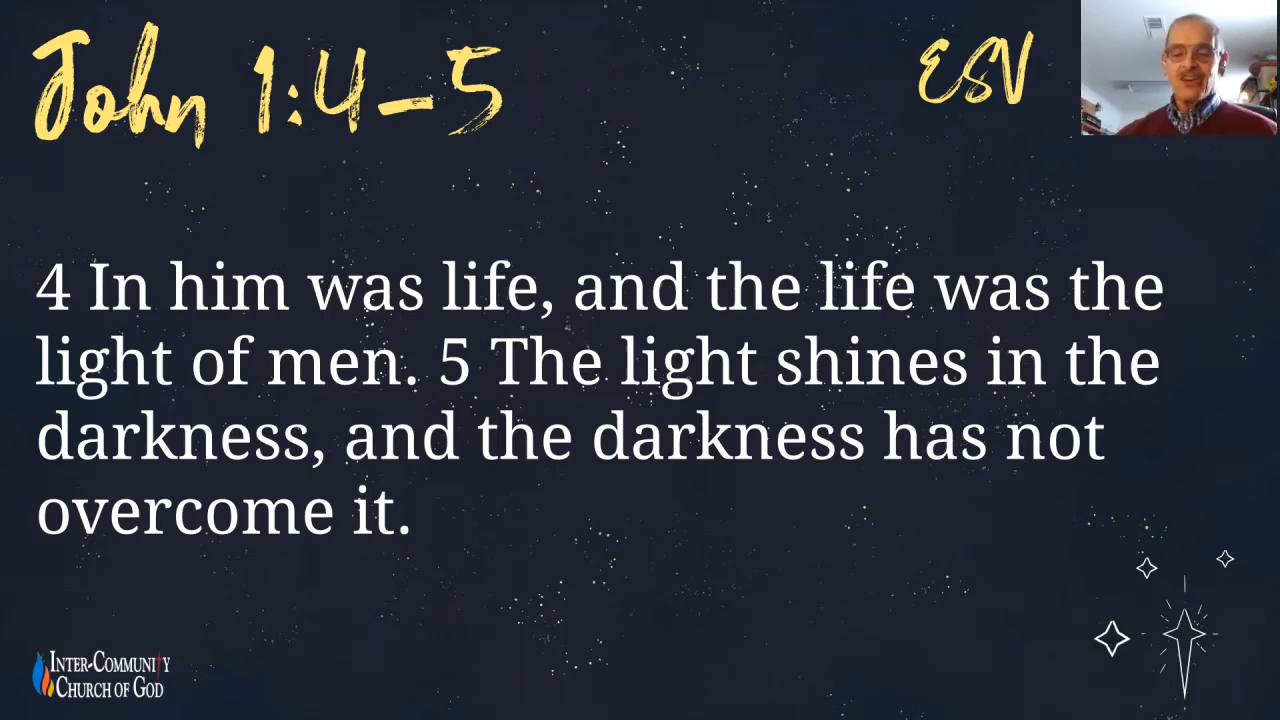 John 1:4-5
ESV
4 In him was life, and the life was the
light of men. 5 The light shines in the
darkness, and the darkness has not
overcome it.
INTER-COMMUNITY
CHURCH OF GOD